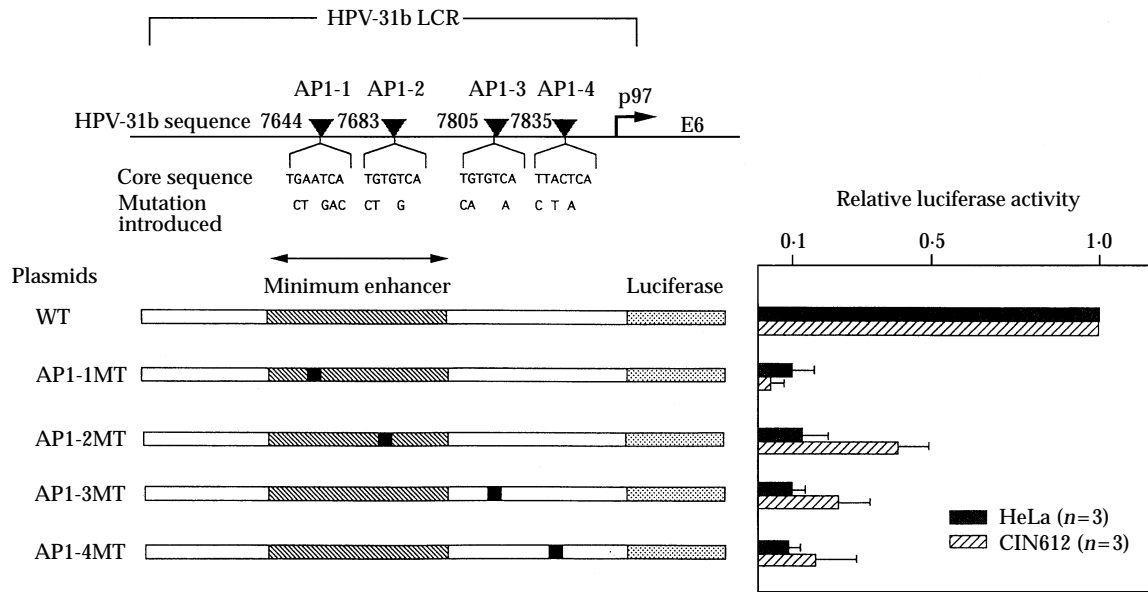 HPV-31b LCR
AP1-1 AP1-2 AP1-3 AP1-4
p97
HPV-31b sequence 7644 7683 7805 7835 E6
Core sequence TGAATCA TGTGTCA TGTGTCA TTACTCA
Mutation introduced CT GAC CT G CA A C T A
Relative luciferase activity
0·1 0·5 1·0
Plasmids
Minimum enhancer Luciferase
WT
AP1-1MT
AP1-2MT
AP1-3MT
AP1-4MT
HeLa (n=3)
CIN612 (n=3)